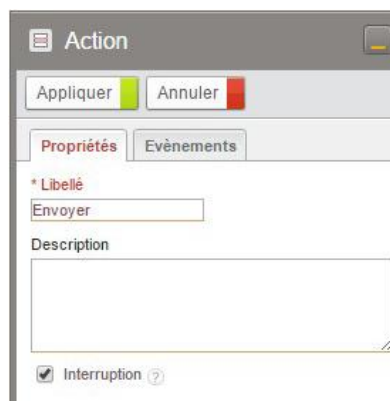 Action
Appliquer Annuler
Propriétés Evènements
* Libellé
Envoyer
Description
Interruption ?